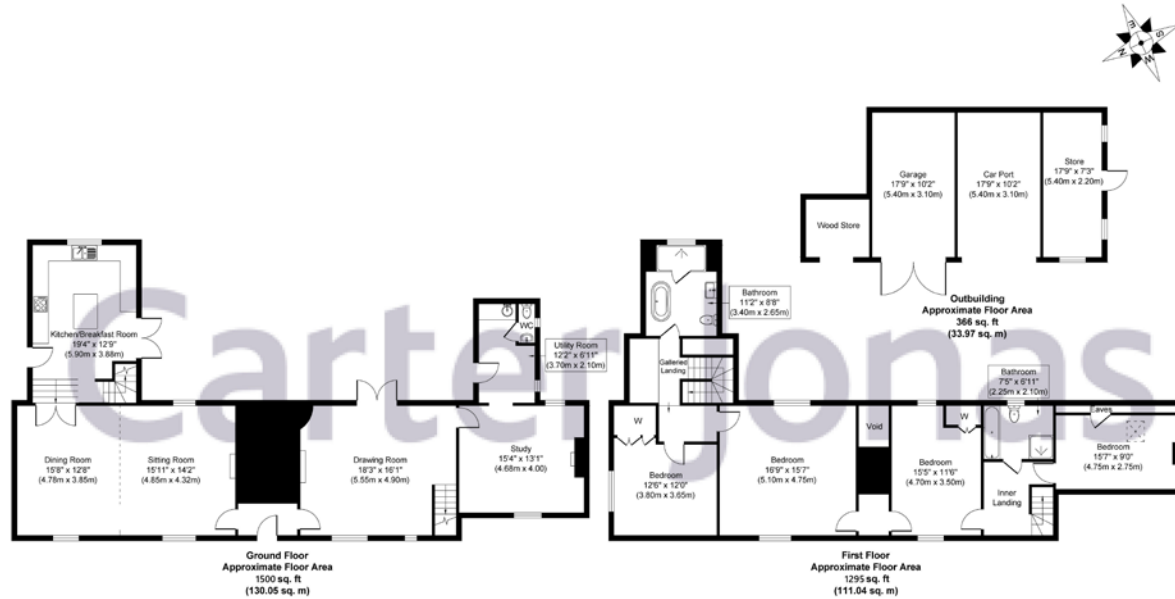 E
S
N
W
Garage
17'9" x 10'2"
(5.40m x 3.10m)
Car Port
17'9" x 10'2"
(5.40m x 3.10m)
Store
17'9" x 7'3"
(5.40m x 2.20m)
Wood Store
Outbuilding
Approximate Floor Area
366 sq. ft
(33.97 sq. m)
Kitchen/Breakfast Room
19'4" x 12'9"
(5.90m x 3.88m)
WC
Utility Room
12'2" x 6'11"
(3.70m x 2.10m)
Dining Room
15'8" x 12'8"
(4.78m x 3.85m)
Sitting Room
15'11" x 14'2"
(4.85m x 4.32m)
Drawing Room
18'3" x 16'1"
(5.55m x 4.90m)
Study
15'4" x 13'1"
(4.68m x 4.00)
Ground Floor
Approximate Floor Area
1500 sq. ft
(130.05 sq. m)
Bathroom
11'2" x 8'8"
(3.40m x 2.65m)
Galleried
Landing
W
Bedroom
12'6" x 12'0"
(3.80m x 3.65m)
Bedroom
16'9" x 15'7"
(5.10m x 4.75m)
Void
W
Bedroom
15'5" x 11'6"
(4.70m x 3.50m)
Bathroom
7'5" x 6'11"
(2.25m x 2.10m)
Inner
Landing
Eaves
Bedroom
15'7" x 9'0"
(4.75m x 2.75m)
First Floor
Approximate Floor Area
1295 sq. ft
(111.04 sq. m)
Carter Jonas